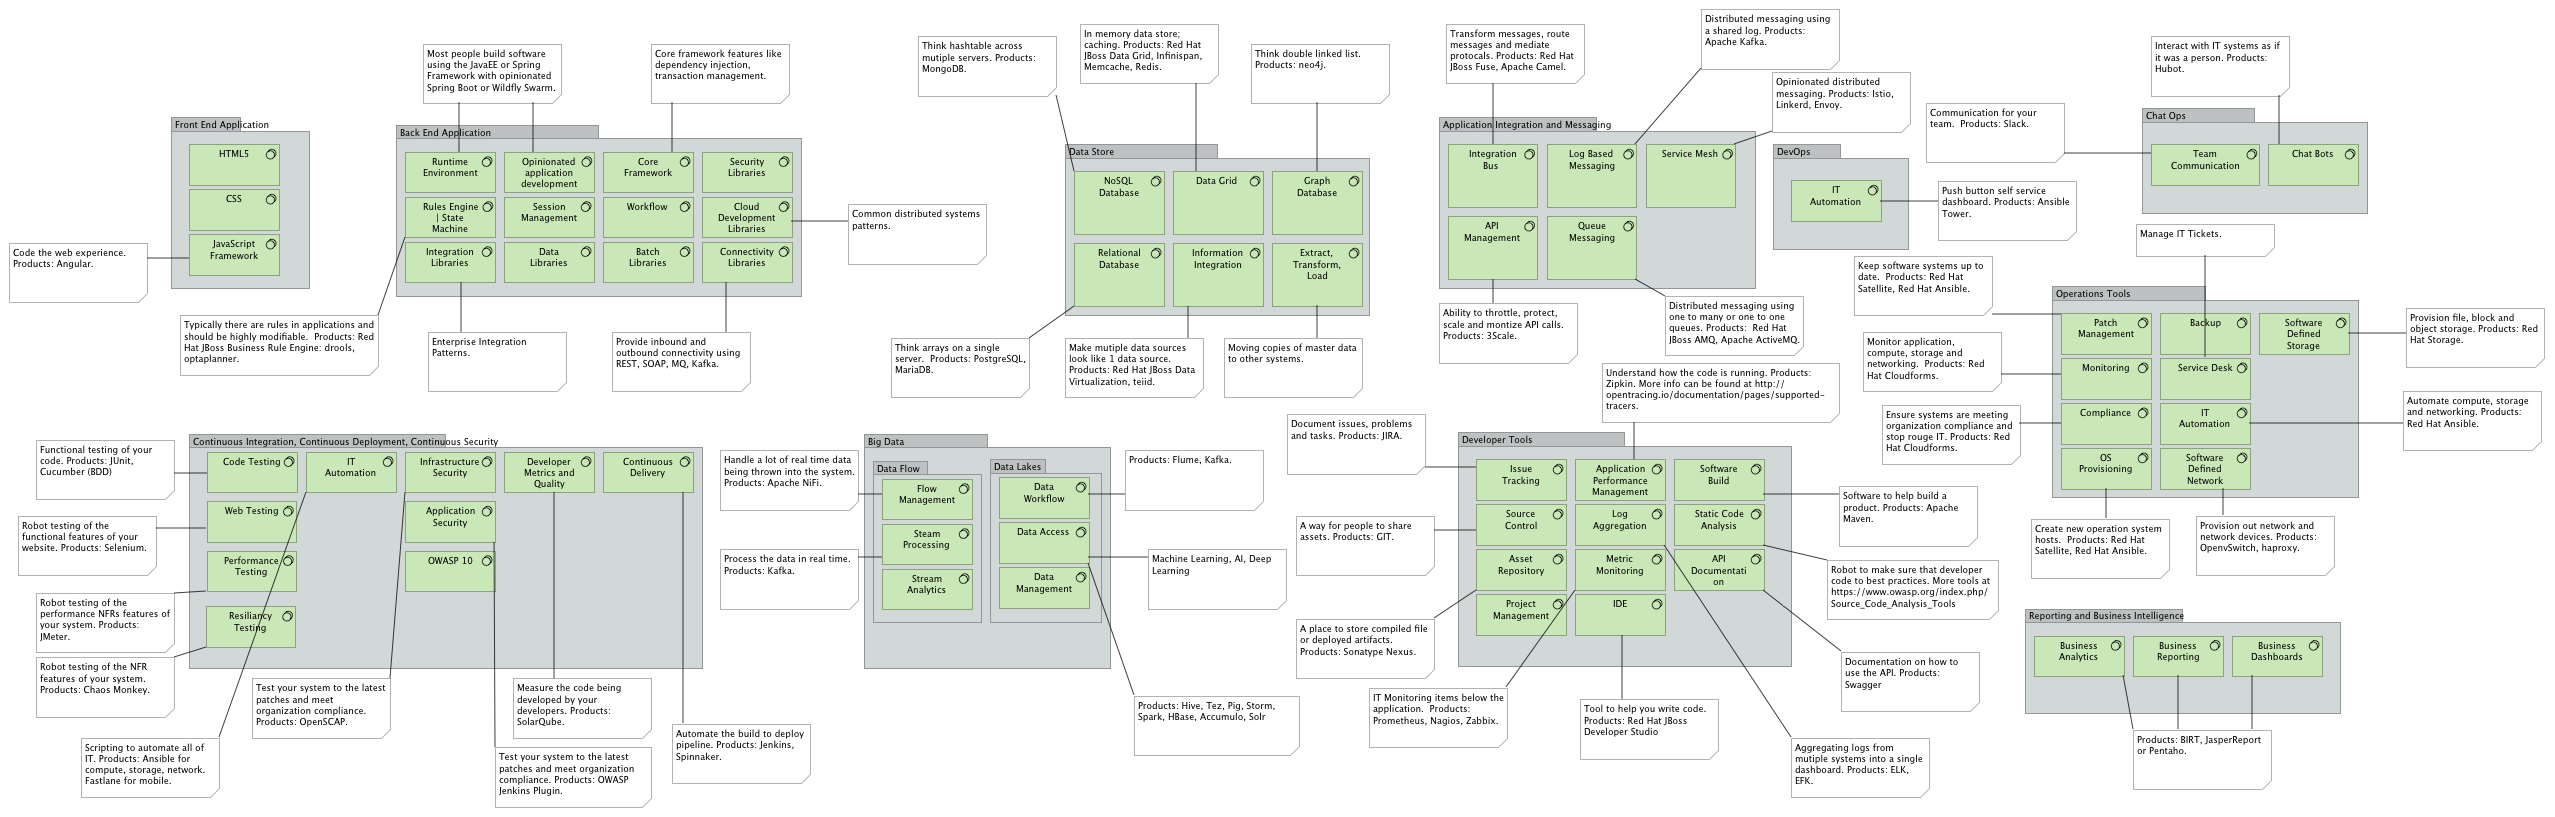 Front End Application
HTML5
CSS
JavaScript
Framework
Code the web experience.
Products: Angular.
Most people build software
using the JavaEE or Spring
Framework with opinionated
Spring Boot or Wildfly Swarm.
Core framework features like
dependency injection,
transaction management.
Back End Application
Runtime
Environment
Opinionated
application
development
Core
Framework
Security
Libraries
Rules Engine
| State
Machine
Session
Management
Workflow
Cloud
Development
Libraries
Integration
Libraries
Data
Libraries
Batch
Libraries
Connectivity
Libraries
Common distributed systems
patterns.
Typically there are rules in applications and
should be highly modifiable.  Products: Red
Hat JBoss Business Rule Engine: drools,
optaplanner.
Enterprise Integration
Patterns.
Provide inbound and
outbound connectivity using
REST, SOAP, MQ, Kafka.
Think hashtable across
mutiple servers. Products:
MongoDB.
In memory data store;
caching. Products: Red Hat
JBoss Data Grid, Infinispan,
Memcache, Redis.
Think double linked list.
Products: neo4j.
Data Store
NoSQL
Database
Data Grid
Graph
Database
Relational
Database
Information
Integration
Extract,
Transform,
Load
Think arrays on a single
server.  Products: PostgreSQL,
MariaDB.
Make mutiple data sources
look like 1 data source.
Products: Red Hat JBoss Data
Virtualization, teiid.
Moving copies of master data
to other systems.
Transform messages, route
messages and mediate
protocals. Products: Red Hat
JBoss Fuse, Apache Camel.
Distributed messaging using
a shared log. Products:
Apache Kafka.
Opinionated distributed
messaging. Products: Istio,
Linkerd, Envoy.
Application Integration and Messaging
Integration
Bus
Log Based
Messaging
Service Mesh
API
Management
Queue
Messaging
Ability to throttle, protect,
scale and montize API calls.
Products: 3Scale.
Distributed messaging using
one to many or one to one
queues. Products:  Red Hat
JBoss AMQ, Apache ActiveMQ.
DevOps
IT
Automation
Push button self service
dashboard. Products: Ansible
Tower.
Communication for your
team.  Products: Slack.
Interact with IT systems as if
it was a person. Products:
Hubot.
Chat Ops
Team
Communication
Chat Bots
Manage IT Tickets.
Keep software systems up to
date.  Products: Red Hat
Satellite, Red Hat Ansible.
Monitor application,
compute, storage and
networking.  Products: Red
Hat Cloudforms.
Ensure systems are meeting
organization compliance and
stop rouge IT. Products: Red
Hat Cloudforms.
Operations Tools
Patch
Management
Backup
Software
Defined
Storage
Monitoring
Service Desk
Compliance
IT
Automation
OS
Provisioning
Software
Defined
Network
Provision file, block and
object storage. Products: Red
Hat Storage.
Automate compute, storage
and networking. Products:
Red Hat Ansible.
Create new operation system
hosts.  Products: Red Hat
Satellite, Red Hat Ansible.
Provision out network and
network devices. Products:
OpenvSwitch, haproxy.
Functional testing of your
code. Products: JUnit,
Cucumber (BDD)
Robot testing of the
functional features of your
website. Products: Selenium.
Robot testing of the
performance NFRs features of
your system. Products:
JMeter.
Robot testing of the NFR
features of your system.
Products: Chaos Monkey.
Continuous Integration, Continuous Deployment, Continuous Security
Code Testing
IT
Automation
Infrastructure
Security
Developer
Metrics and
Quality
Continuous
Delivery
Web Testing
Application
Security
Performance
Testing
OWASP 10
Resiliancy
Testing
Scripting to automate all of
IT. Products: Ansible for
compute, storage, network.
Fastlane for mobile.
Test your system to the latest
patches and meet
organization compliance.
Products: OpenSCAP.
Measure the code being
developed by your
developers. Products:
SolarQube.
Test your system to the latest
patches and meet organization
compliance. Products: OWASP
Jenkins Plugin.
Automate the build to deploy
pipeline. Products: Jenkins,
Spinnaker.
Handle a lot of real time data
being thrown into the system.
Products: Apache NiFi.
Process the data in real time.
Products: Kafka.
Big Data
Data Flow
Flow
Management
Steam
Processing
Stream
Analytics
Data Lakes
Data
Workflow
Data Access
Data
Management
Products: Flume, Kafka.
Machine Learning, AI, Deep
Learning
Products: Hive, Tez, Pig, Storm,
Spark, HBase, Accumulo, Solr
Document issues, problems
and tasks. Products: JIRA.
A way for people to share
assets. Products: GIT.
A place to store compiled file
or deployed artifacts.
Products: Sonatype Nexus.
Understand how the code is running. Products:
Zipkin. More info can be found at http://
opentracing.io/documentation/pages/supported-
tracers.
Developer Tools
Issue
Tracking
Application
Performance
Management
Software
Build
Source
Control
Log
Aggregation
Static Code
Analysis
Asset
Repository
Metric
Monitoring
API
Documentati
on
Project
Management
IDE
Software to help build a
product. Products: Apache
Maven.
Robot to make sure that developer
code to best practices. More tools at
https://www.owasp.org/index.php/
Source_Code_Analysis_Tools
Documentation on how to
use the API. Products:
Swagger
IT Monitoring items below the
application.  Products:
Prometheus, Nagios, Zabbix.
Tool to help you write code.
Products: Red Hat JBoss
Developer Studio
Aggregating logs from
mutiple systems into a single
dashboard. Products: ELK,
EFK.
Reporting and Business Intelligence
Business
Analytics
Business
Reporting
Business
Dashboards
Products: BIRT, JasperReport
or Pentaho.